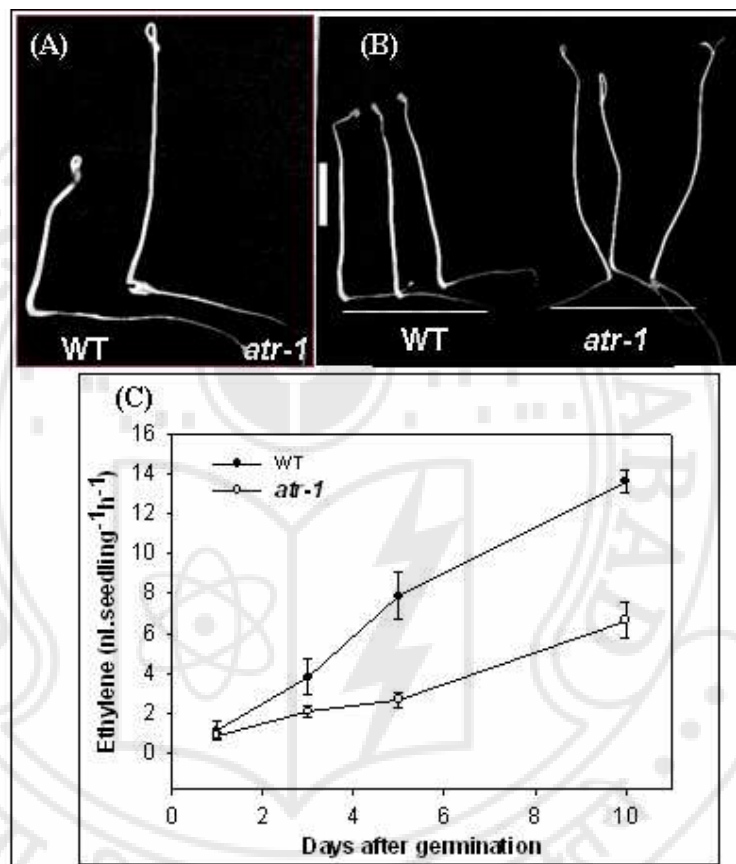 (A)
(B)
WT
atr-1
WT
atr-1
(C)
16
14
12
10
8
6
4
2
0
WT
atr-1
Ethylene (nl.seedling-1h-1)
0 2 4 6 8 10
Days after germination
ARAD